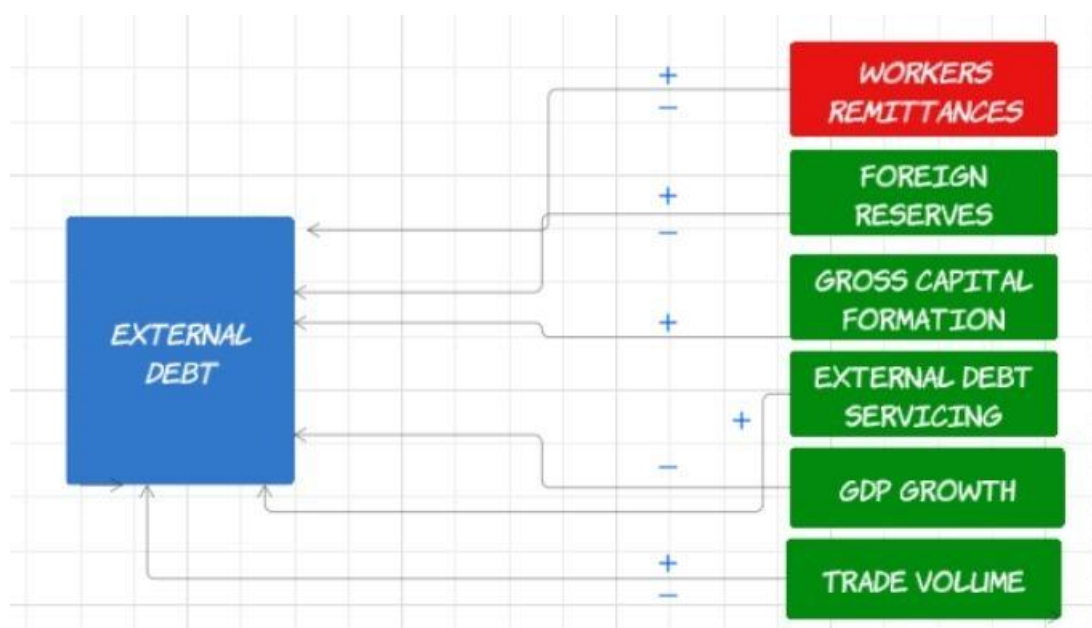 WORKERS
REMITTANCES
+
−
FOREIGN
RESERVES
+
−
GROSS CAPITAL
FORMATION
+
EXTERNAL
DEBT
EXTERNAL DEBT
SERVICING
+
−
GDP GROWTH
+
−
TRADE VOLUME